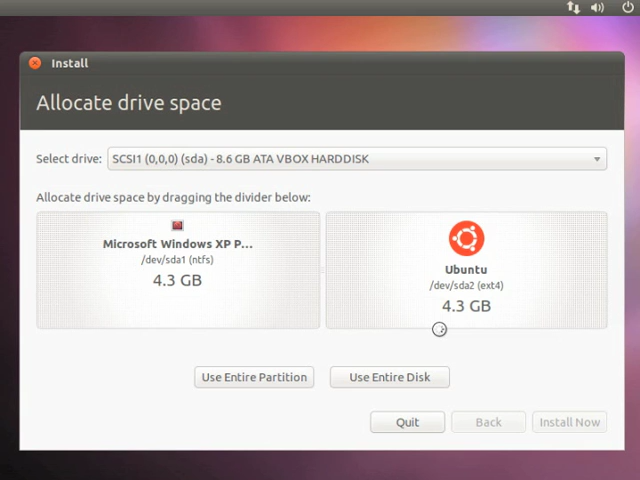 Install
Allocate drive space
Select drive: SCSI1 (0,0,0) (sda) - 8.6 GB ATA VBOX HARDDISK
Allocate drive space by dragging the divider below:
Microsoft Windows XP P...
/dev/sda1 (ntfs)
4.3 GB
Ubuntu
/dev/sda2 (ext4)
4.3 GB
Use Entire Partition
Use Entire Disk
Quit
Back
Install Now